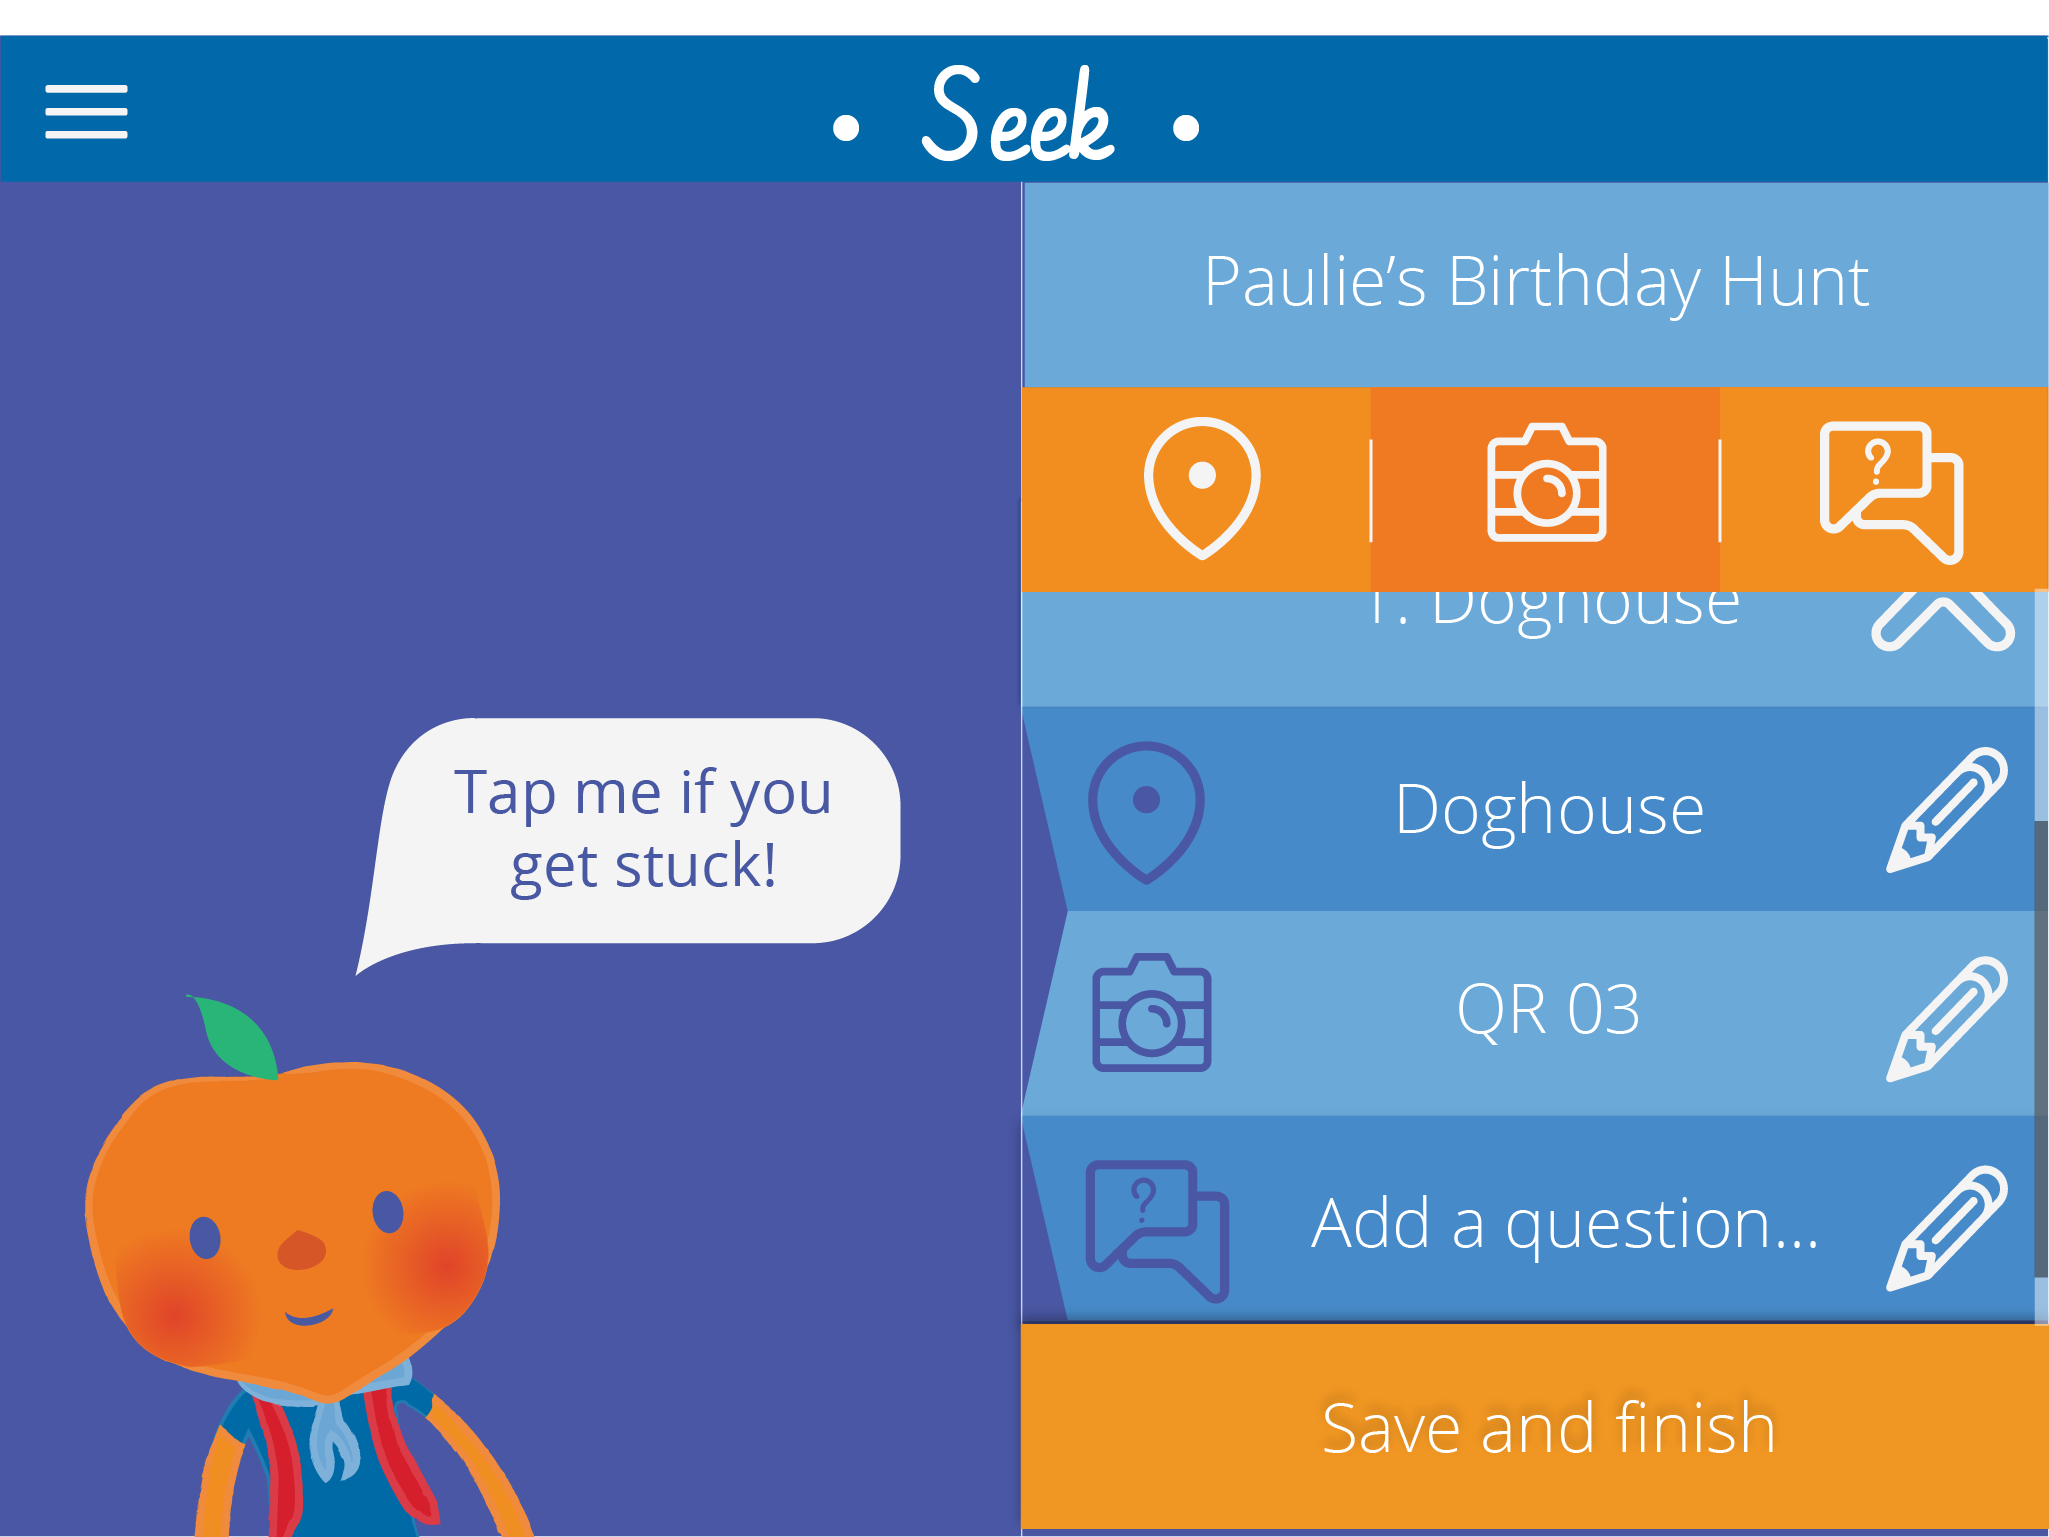 Seek
Paulie's Birthday Hunt
?
1. Doghouse
Tap me if you
get stuck!
Doghouse
QR 03
?
Add a question...
Save and finish